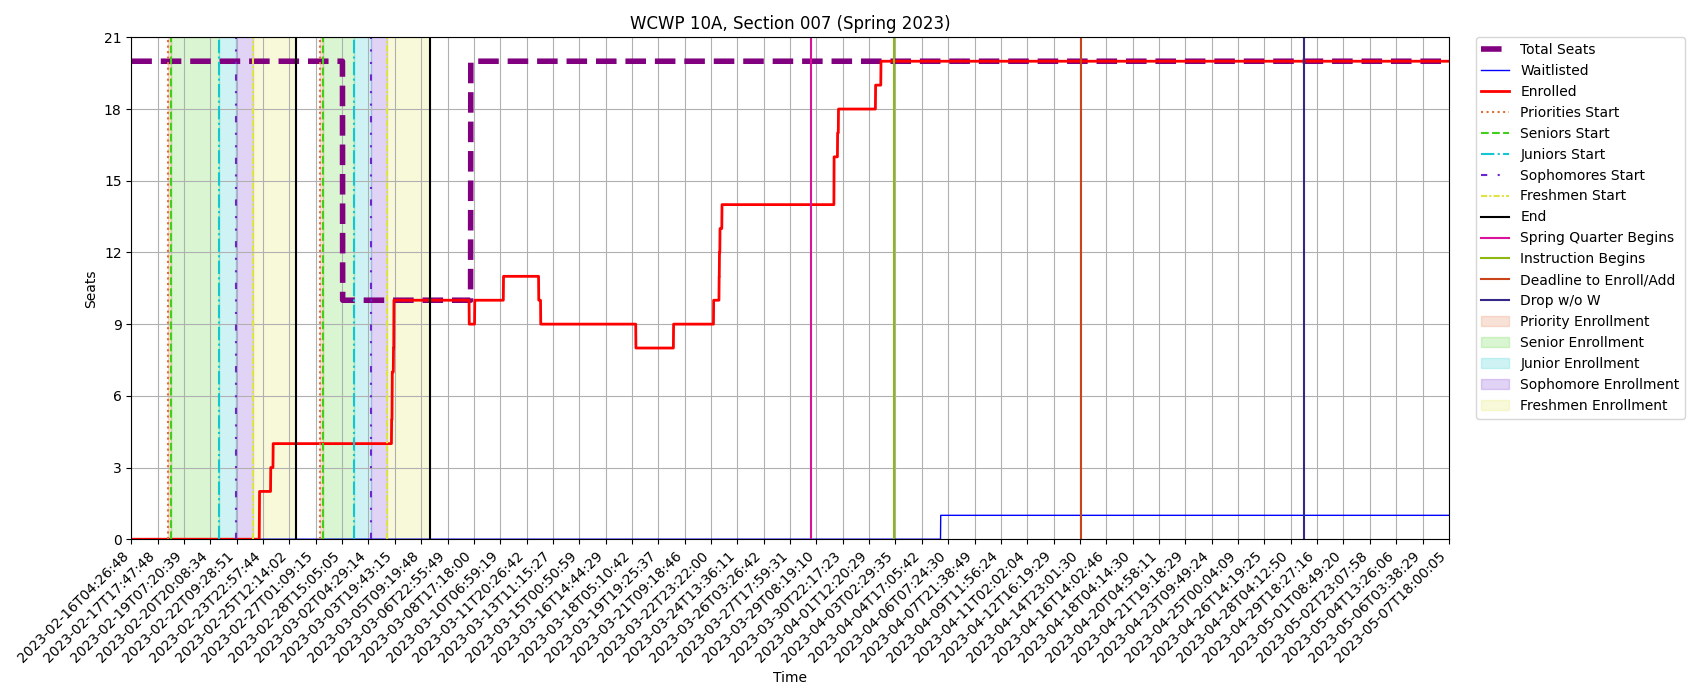 WCWP 10A, Section 007 (Spring 2023)
Seats
21
18
15
12
9
6
3
0
2023-02-16T04:26:48
2023-02-17T17:47:48
2023-02-19T07:20:39
2023-02-20T20:08:34
2023-02-22T09:28:51
2023-02-23T22:57:44
2023-02-25T12:14:02
2023-02-27T01:09:15
2023-02-28T15:05:05
2023-03-02T04:29:14
2023-03-03T19:43:15
2023-03-05T09:19:48
2023-03-06T22:55:49
2023-03-08T17:18:00
2023-03-10T06:59:19
2023-03-11T20:26:42
2023-03-13T11:15:27
2023-03-15T00:50:59
2023-03-16T14:44:29
2023-03-18T05:10:42
2023-03-19T19:25:37
2023-03-21T09:18:46
2023-03-22T23:22:00
2023-03-24T13:36:11
2023-03-26T03:26:42
2023-03-27T17:59:31
2023-03-29T08:19:10
2023-03-30T22:17:23
2023-04-01T12:20:29
2023-04-03T02:29:35
2023-04-04T17:05:42
2023-04-06T07:24:30
2023-04-07T21:38:49
2023-04-09T11:56:24
2023-04-11T02:02:04
2023-04-12T16:19:29
2023-04-14T23:01:30
2023-04-16T14:02:46
2023-04-18T04:14:30
2023-04-20T04:58:11
2023-04-21T19:18:29
2023-04-23T09:49:24
2023-04-25T00:04:09
2023-04-26T14:19:25
2023-04-28T04:12:50
2023-04-29T18:27:16
2023-05-01T08:49:20
2023-05-02T23:07:58
2023-05-04T13:26:06
2023-05-06T03:38:29
2023-05-07T18:00:05
Time
Total Seats
Waitlisted
Enrolled
Priorities Start
Seniors Start
Juniors Start
Sophomores Start
Freshmen Start
End
Spring Quarter Begins
Instruction Begins
Deadline to Enroll/Add
Drop w/o W
Priority Enrollment
Senior Enrollment
Junior Enrollment
Sophomore Enrollment
Freshmen Enrollment